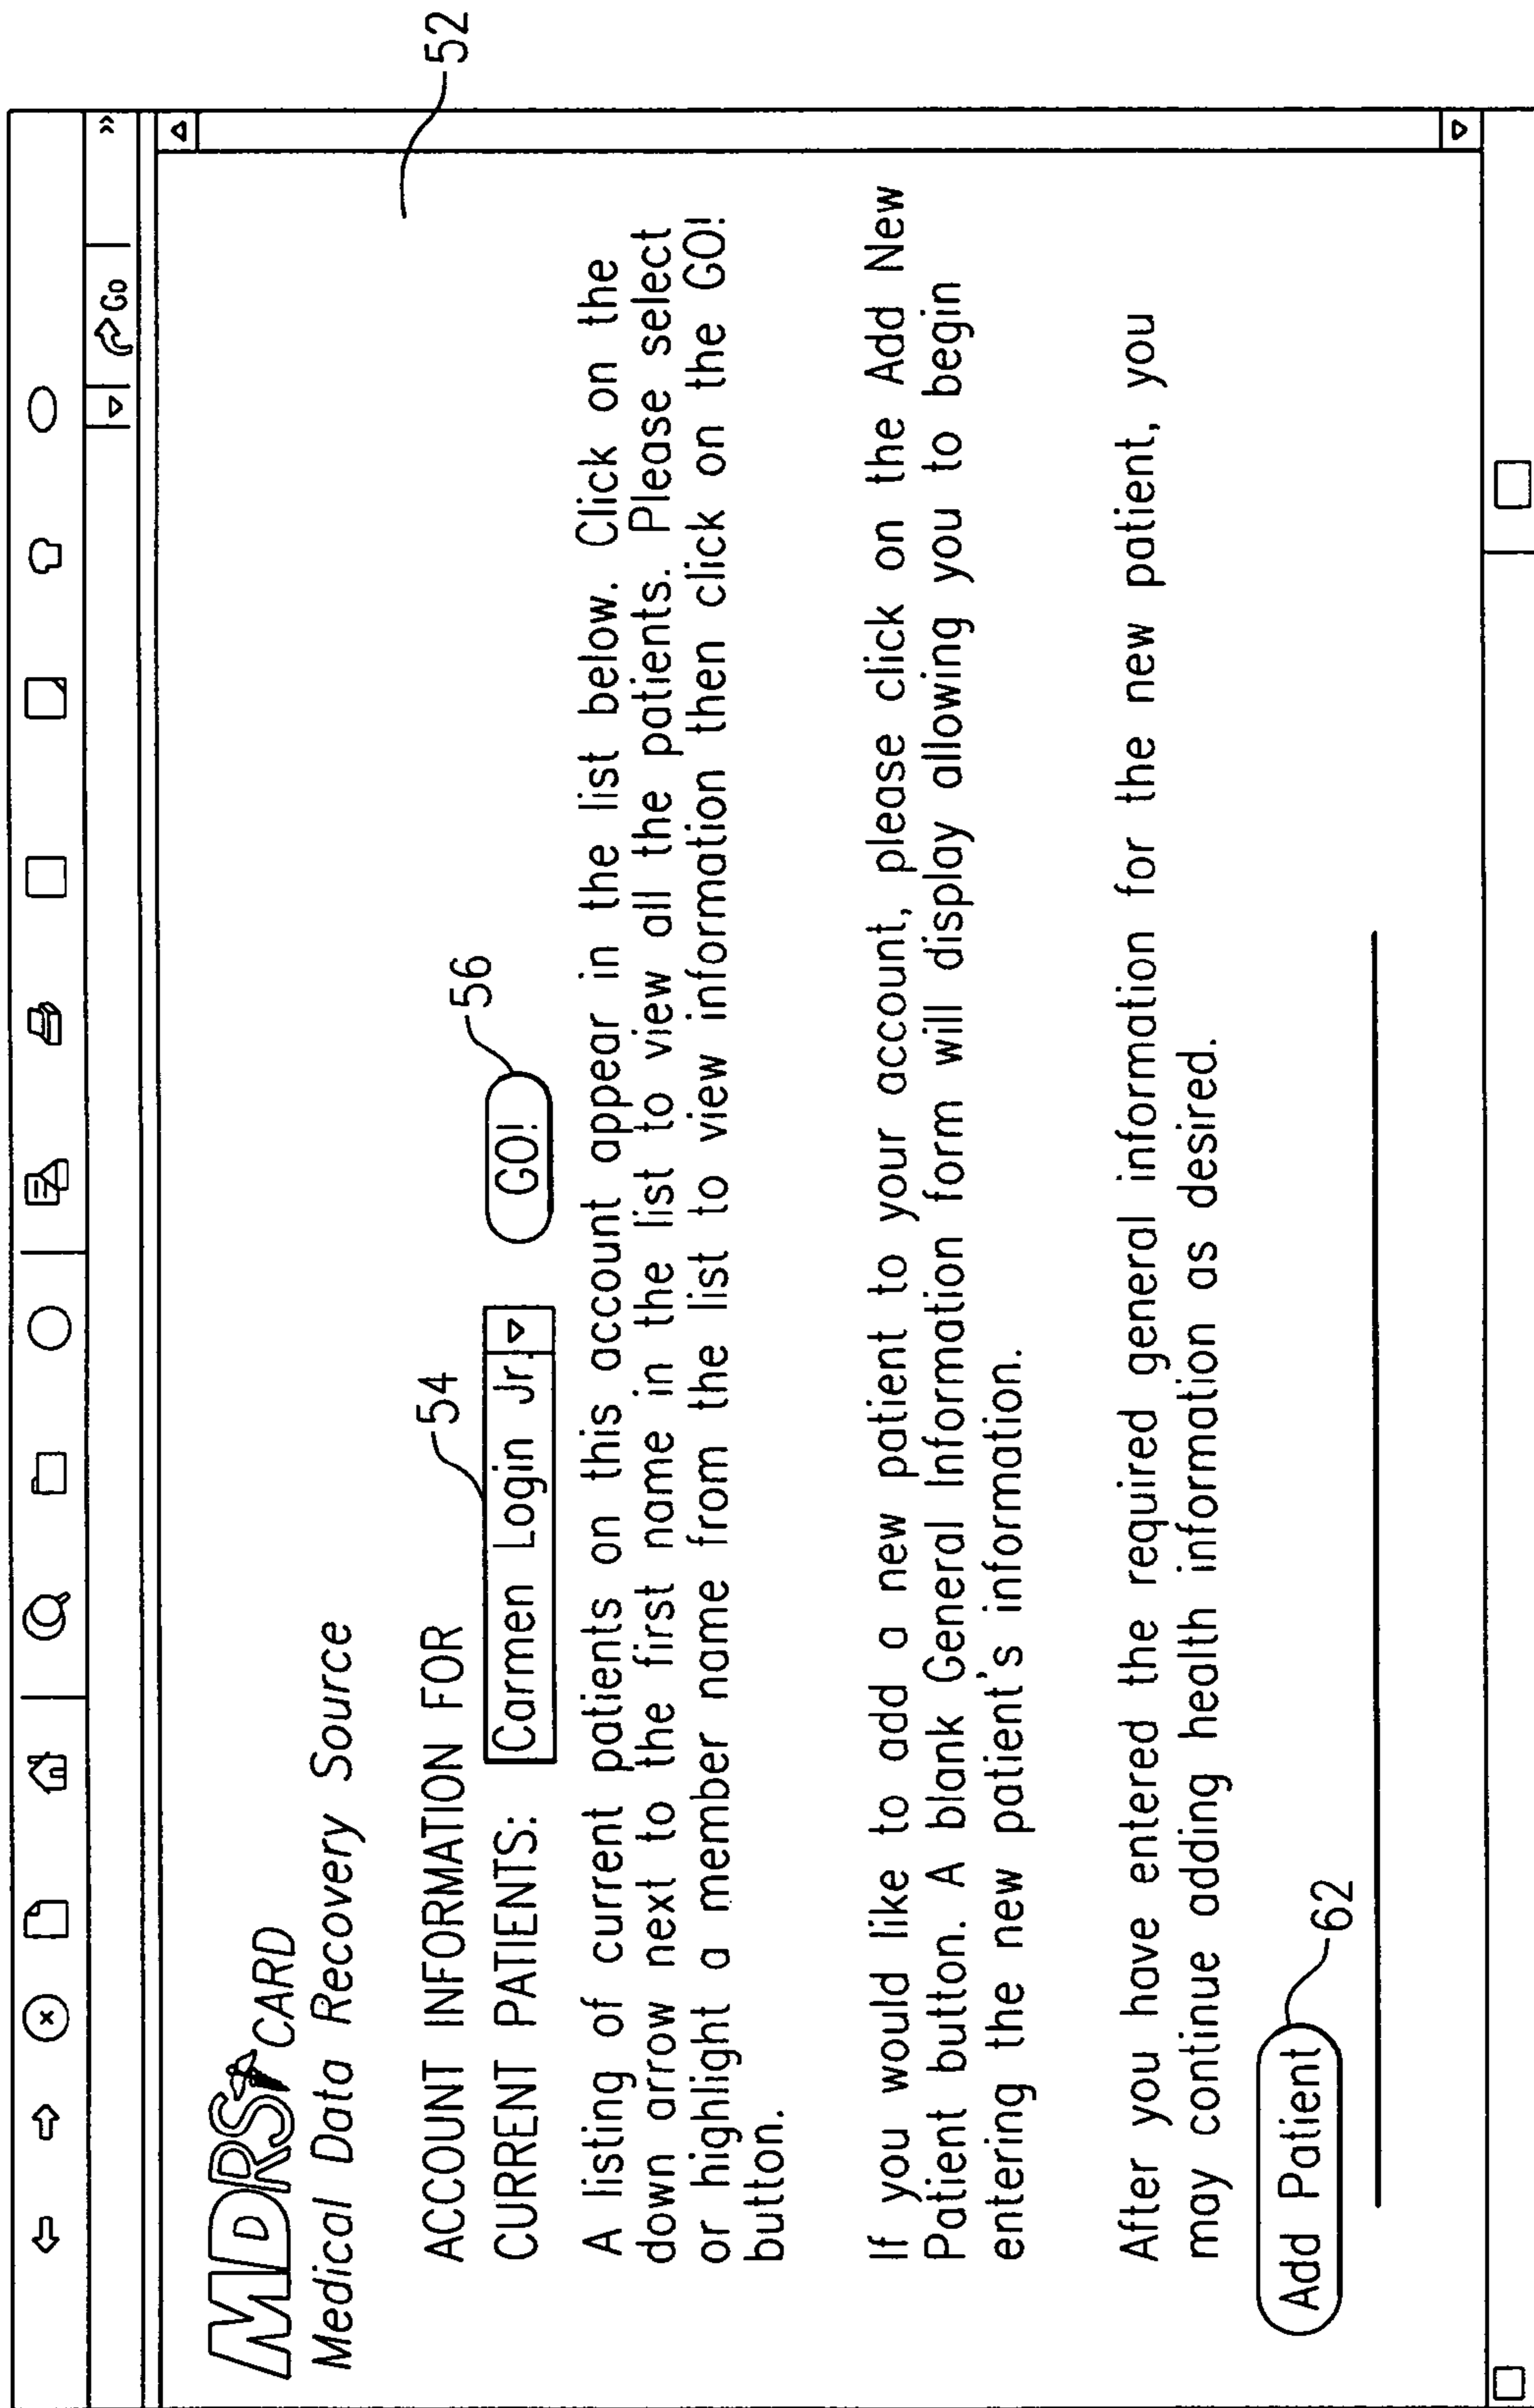 » 
Go
52
MDRS CARD
Medical Data Recovery Source
ACCOUNT INFORMATION FOR
54
56
CURRENT PATIENTS: Carmen Login Jr. GO!
A listing of current patients on this account appear in the list below. Click on the
down arrow next to the first name in the list to view all the patients. Please select
or highlight a member name from the list to view information then click on the GO!
button.
If you would like to add a new patient to your account, please click on the Add New
Patient button. A blank General Information form will display allowing you to begin
entering the new patient's information.
After you have entered the required general information for the new patient, you
may continue adding health information as desired.
Add Patient
62